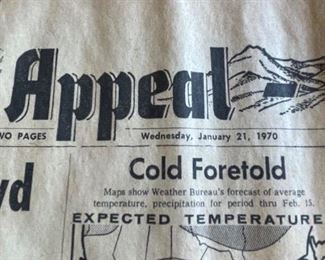 Appeal
WO PAGES Wednesday, January 21, 1970
yd
Cold Foretold
Maps show Weather Bureau's forecast of average
temperature, precipitation for period thru Feb. 15.
EXPECTED TEMPERATURE